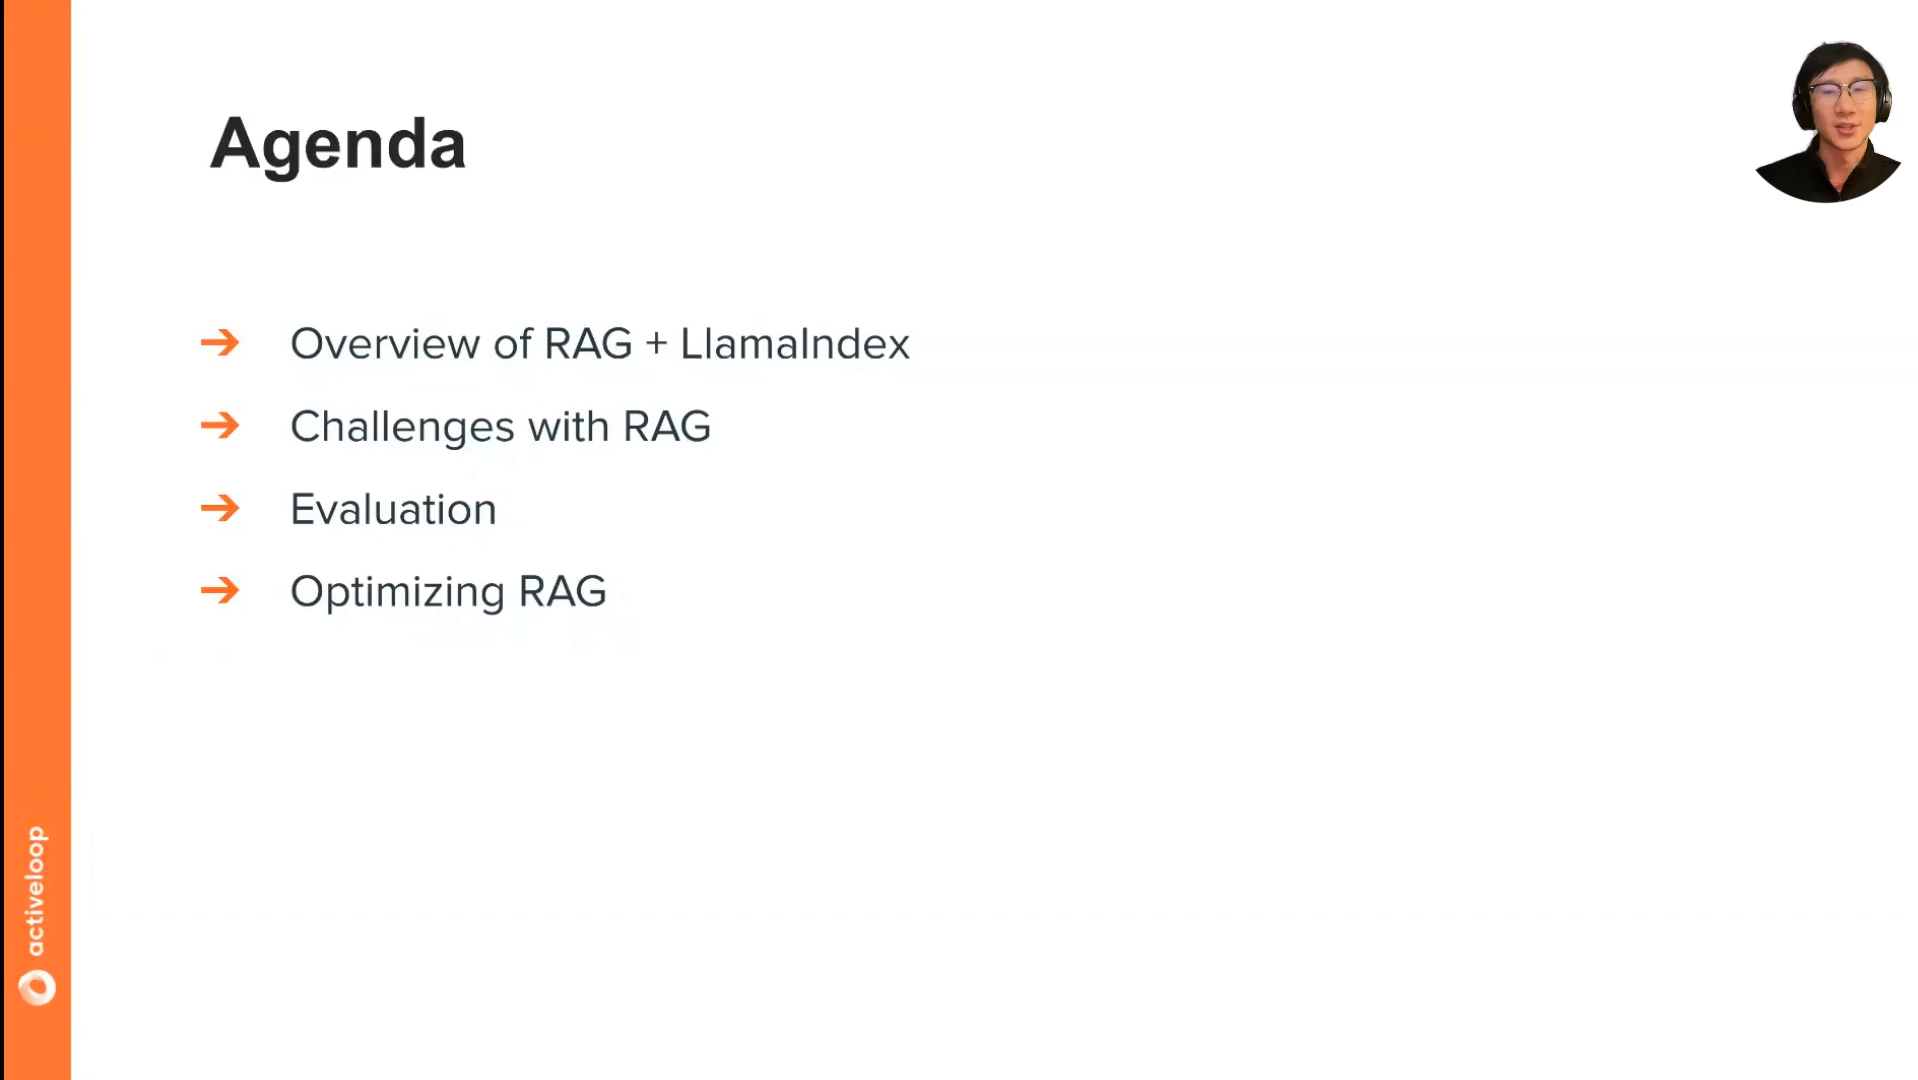 Agenda
➔ Overview of RAG + LlamaIndex
➔ Challenges with RAG
➔ Evaluation
➔ Optimizing RAG
activeloop